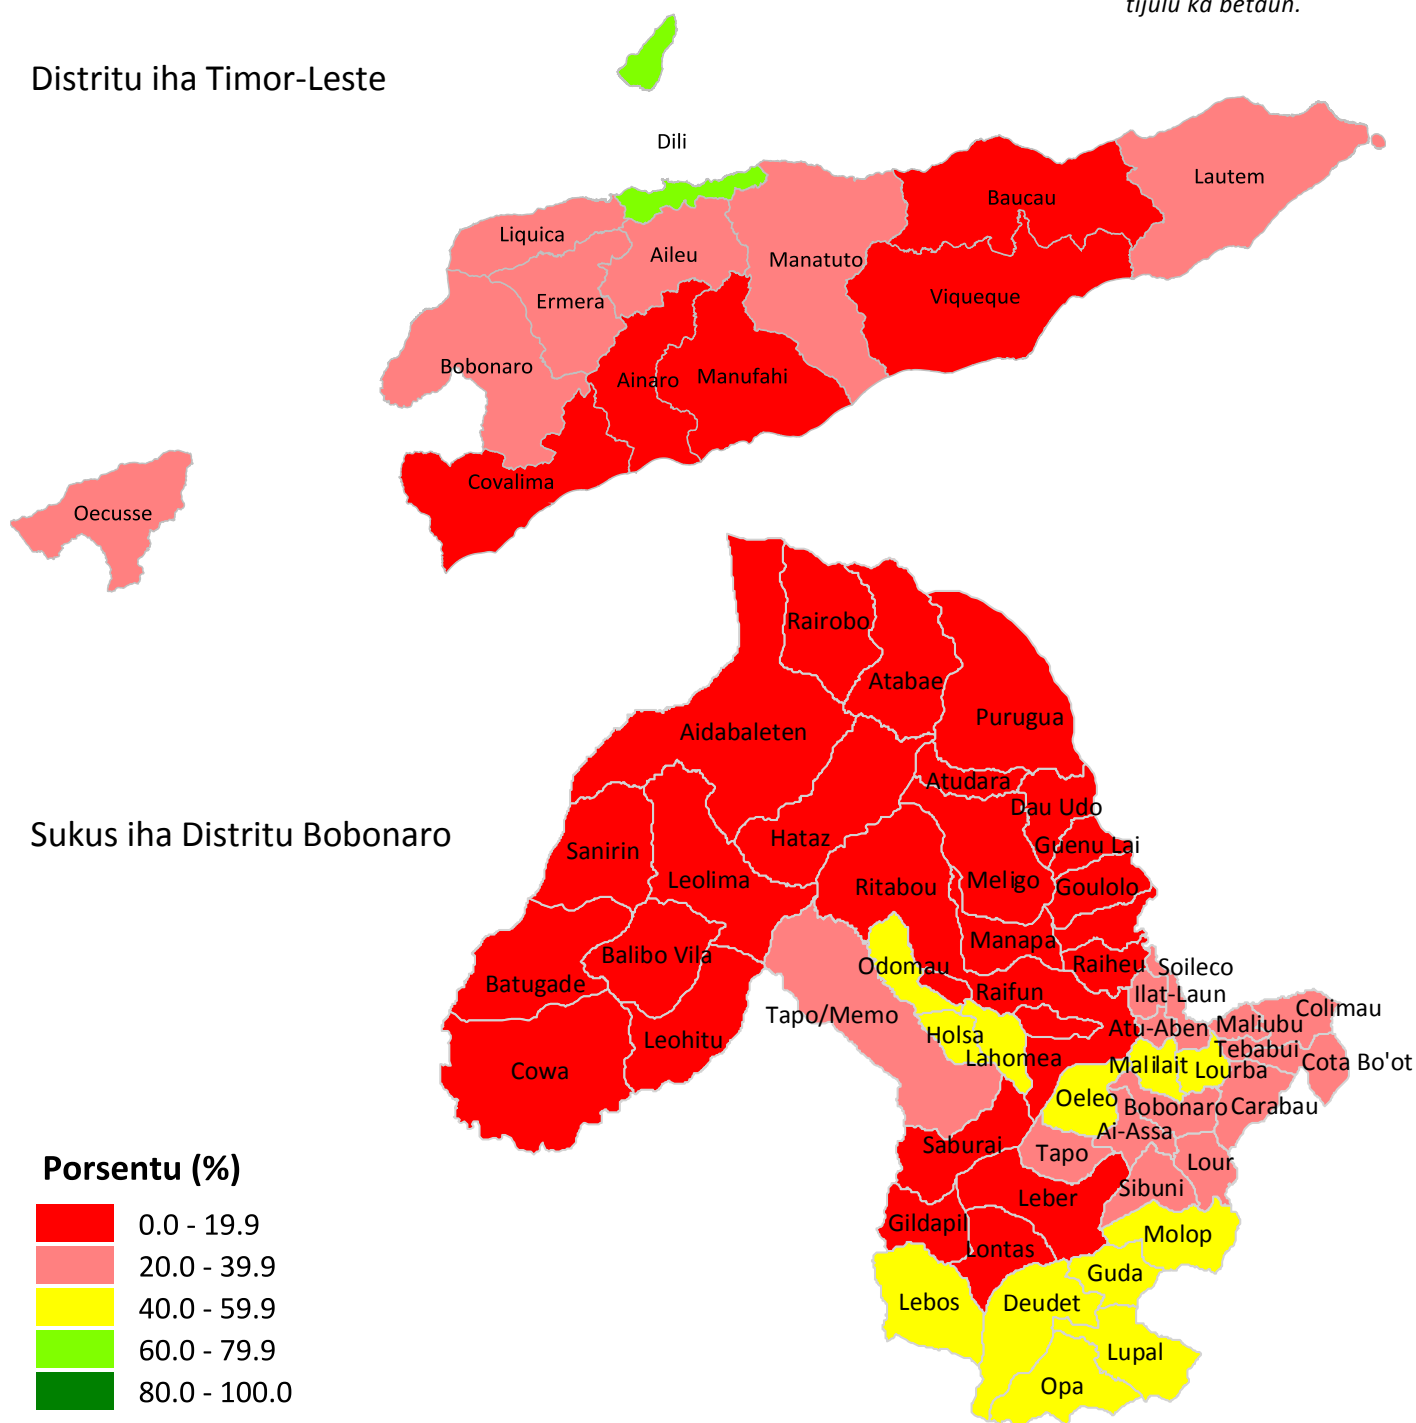 tijulu ka betaun.
Distritu iha Timor-Leste
Dili
Lautem
Baucau
Liquica
Aileu
Manatuto
Viqueque
Ermera
Bobonaro
Ainaro
Manufahi
Covalima
Oecusse
Rairobo
Atabae
Purugua
Aidabaleten
Atudara
Dau Udo
Sukus iha Distritu Bobonaro
Hataz
Guenu Lai
Sanirin
Leolima
Ritabou
Meligo
Goulolo
Manapa
Balibo Vila
Odomau
Raiheu
Soileco
Batugade
Raifun
Ilat-Laun
Tapo/Memo
Colimau
Leohitu
Holsa
Atu-Aben
Maliubu
Lahomea
Tebabui
Cowa
Malilait
Lourba
Cota Bo'ot
Oeleo
Bobonaro
Carabau
Ai-Assa
Saburai
Tapo
Lour
Porsentu (%)
Leber
Sibuni
0.0 - 19.9
Gildapil
Molop
Lontas
20.0 - 39.9
Guda
40.0 - 59.9
Lebos
Deudet
60.0 - 79.9
Lupal
80.0 - 100.0
Opa